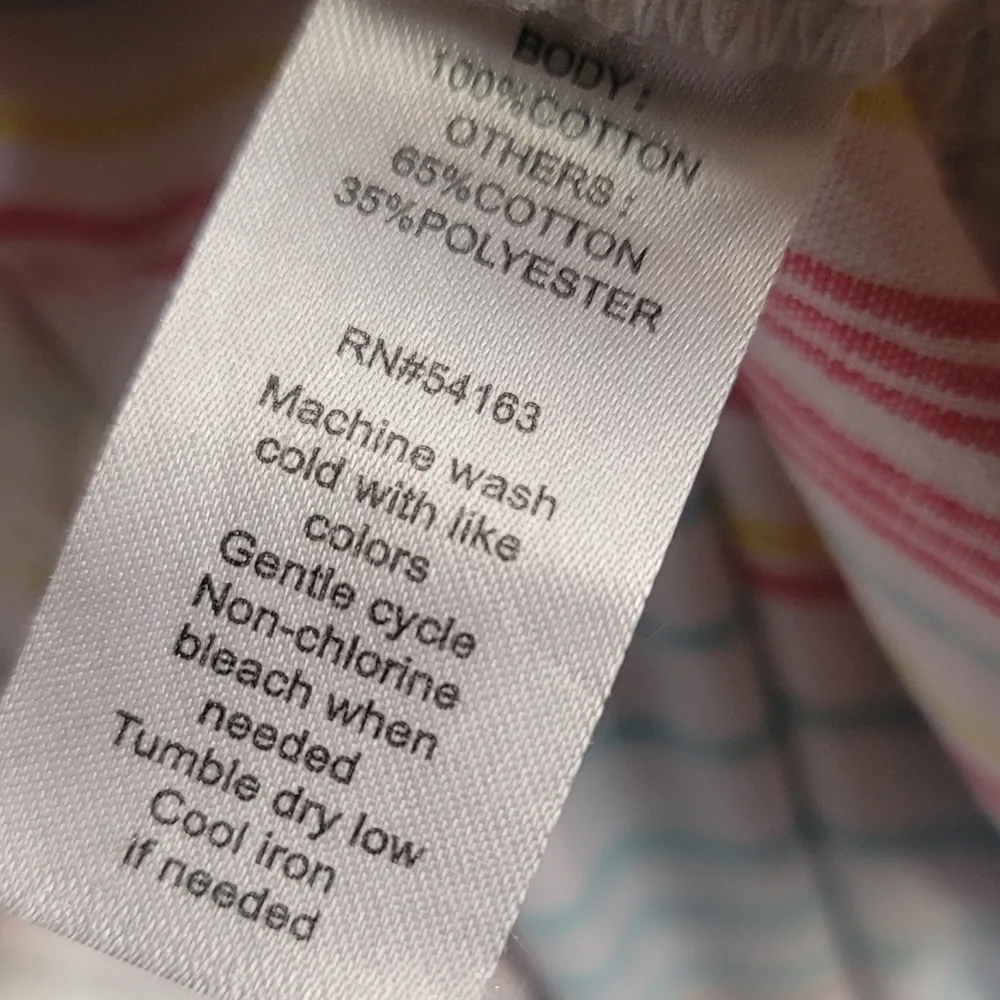 BODY:
100%COTTON
OTHERS:
65%COTTON
35%POLYESTER
RN#54163
Machine wash
cold with like
colors
Gentle cycle
Non-chlorine
bleach when
needed
Tumble dry low
Cool iron
if needed